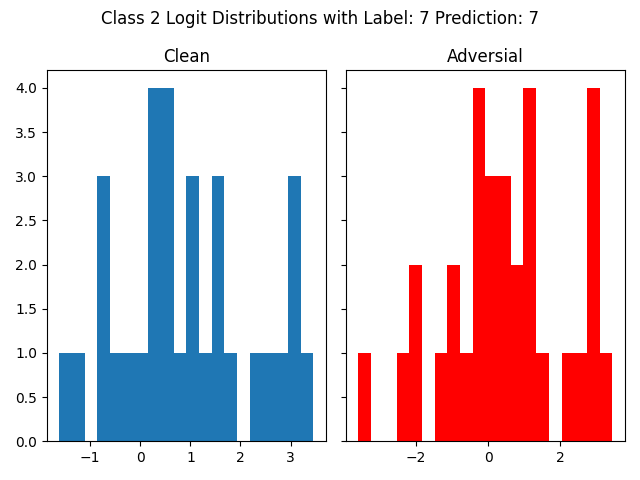 Class 2 Logit Distributions with Label: 7 Prediction: 7
Clean
Adversial
4.0
3.5
3.0
2.5
2.0
1.5
1.0
0.5
0.0
−1 0 1 2 3
−2 0 2